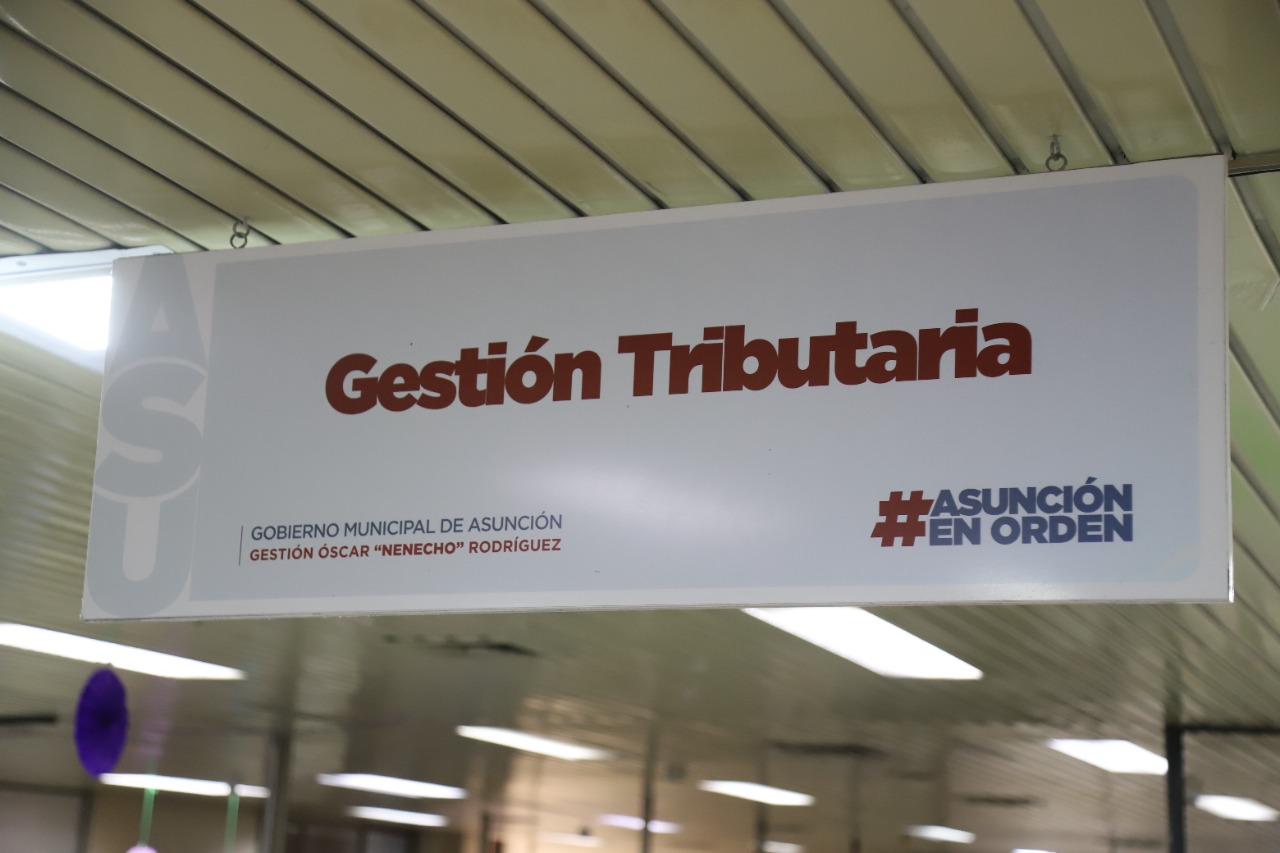 ASU
Gestión Tributaria
GOBIERNO MUNICIPAL DE ASUNCIÓN
GESTIÓN ÓSCAR “NENECHO” RODRÍGUEZ
#ASUNCIÓN
EN ORDEN